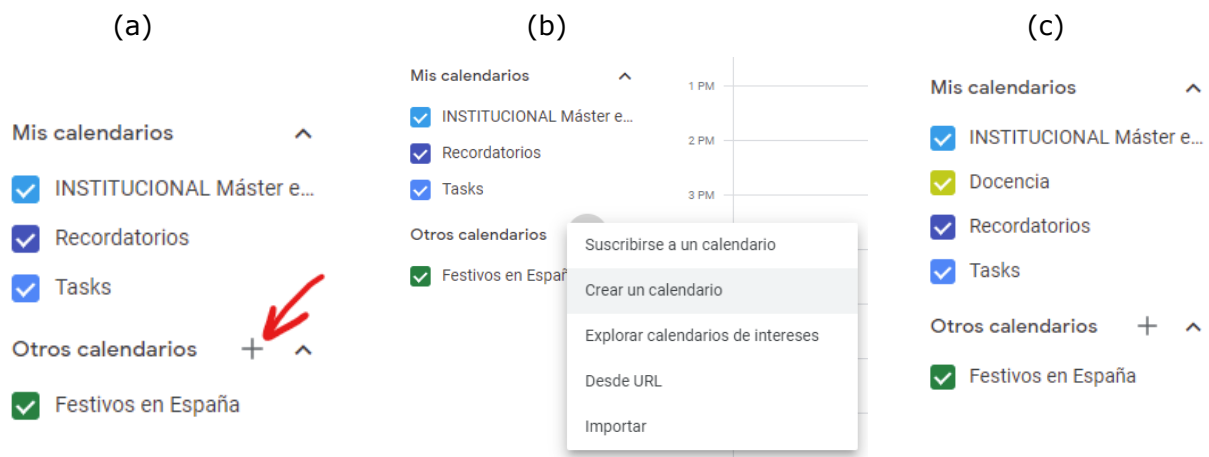 (a)
Mis calendarios
INSTITUCIONAL Máster e...
Recordatorios
Tasks
Otros calendarios
Festivos en España
(b)
Mis calendarios
INSTITUCIONAL Máster e...
Recordatorios
Tasks
Otros calendarios
Festivos en Españ
1 PM
2 PM
3 PM
Suscribirse a un calendario
Crear un calendario
Explorar calendarios de intereses
Desde URL
Importar
(c)
Mis calendarios
INSTITUCIONAL Máster e...
Docencia
Recordatorios
Tasks
Otros calendarios
Festivos en España